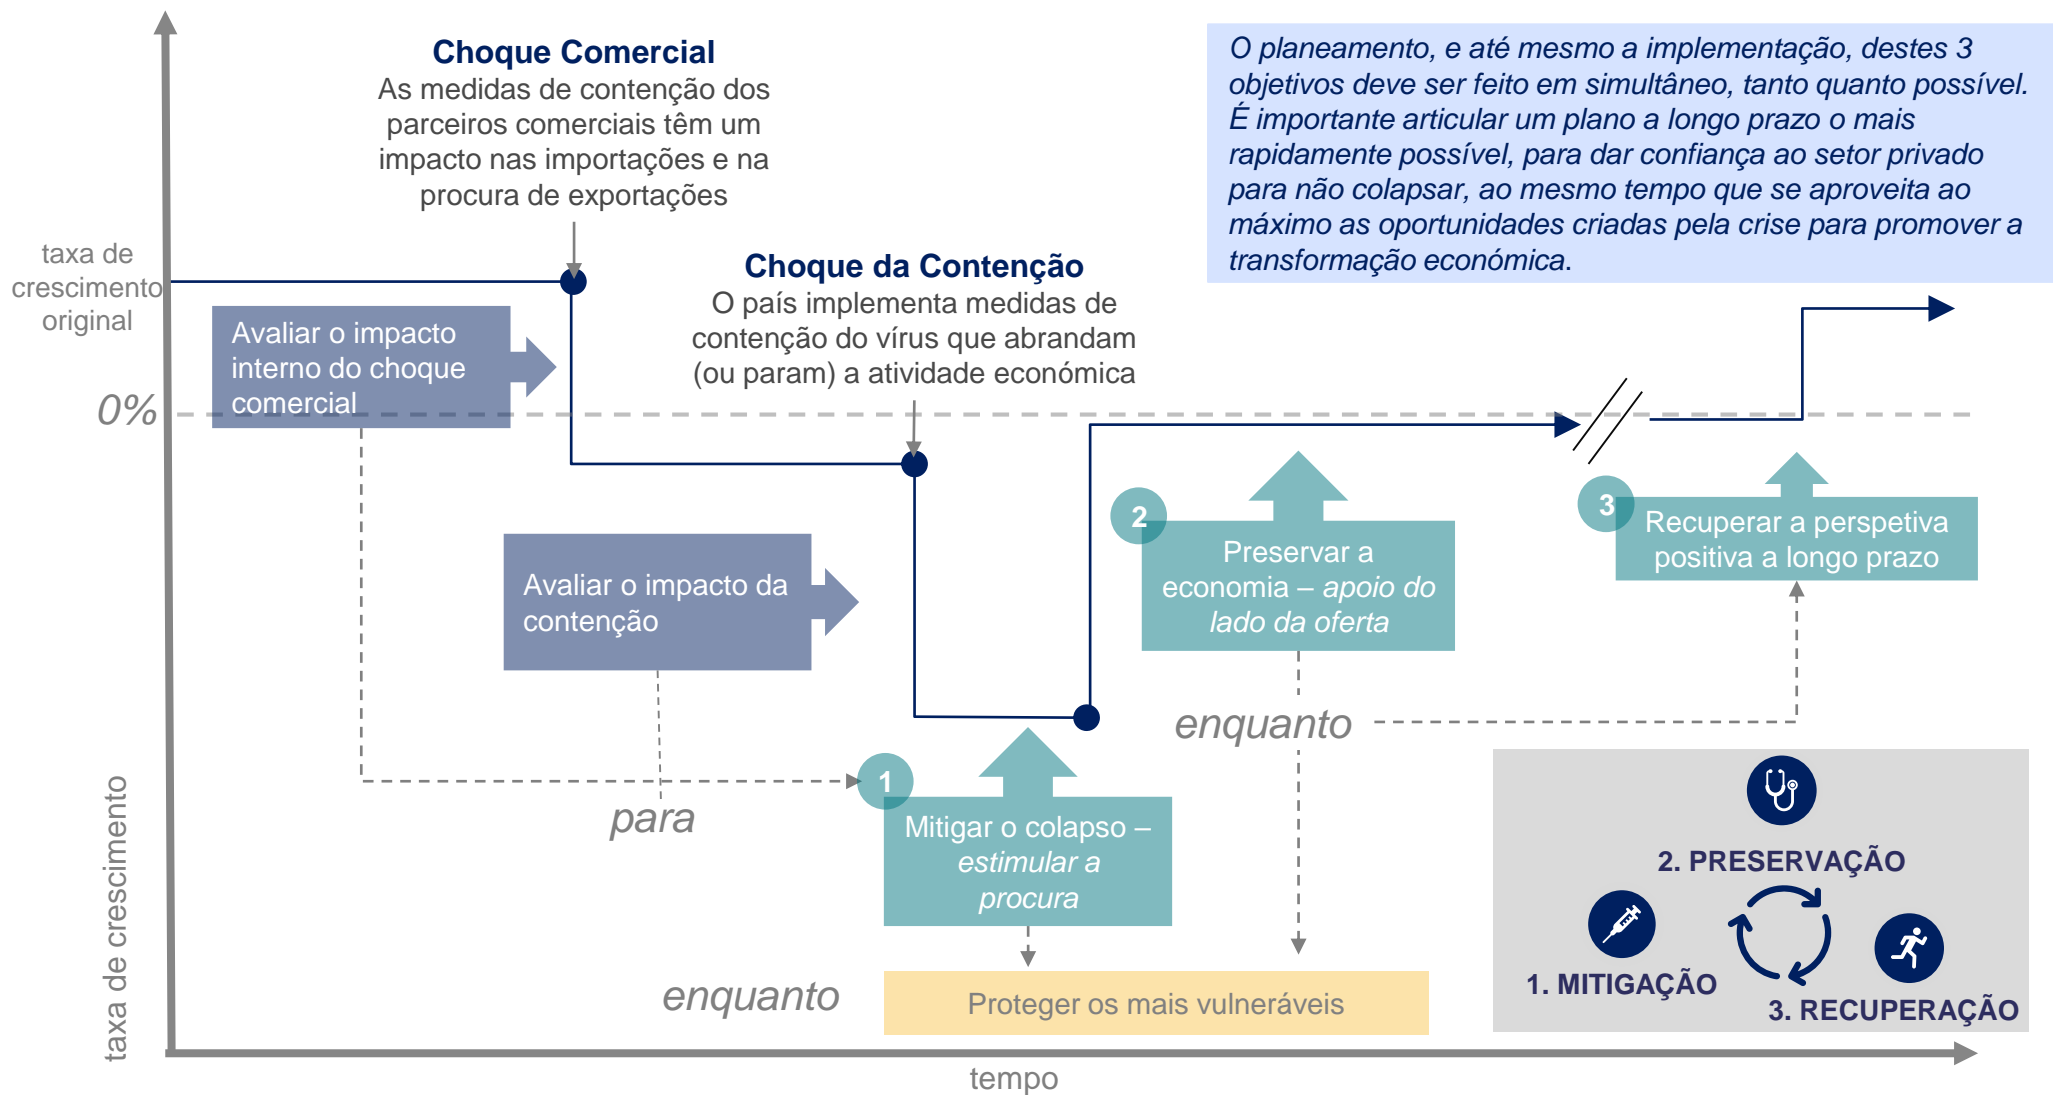 Choque Comercial
As medidas de contenção dos
parceiros comerciais têm um
impacto nas importações e na
procura de exportações
O planeamento, e até mesmo a implementação, destes 3
objetivos deve ser feito em simultâneo, tanto quanto possível.
É importante articular um plano a longo prazo o mais
rapidamente possível, para dar confiança ao setor privado
para não colapsar, ao mesmo tempo que se aproveita ao
máximo as oportunidades criadas pela crise para promover a
transformação económica.
taxa de
crescimento
original
Choque da Contenção
O país implementa medidas de
contenção do vírus que abrandam
(ou param) a atividade económica
Avaliar o impacto
interno do choque
comercial
0%
Avaliar o impacto da
contenção
2
Preservar a
economia – apoio do
lado da oferta
3
Recuperar a perspetiva
positiva a longo prazo
enquanto
para
1
Mitigar o colapso –
estimular a
procura
enquanto
Proteger os mais vulneráveis
2. PRESERVAÇÃO
1. MITIGAÇÃO
3. RECUPERAÇÃO
taxa de crescimento
tempo